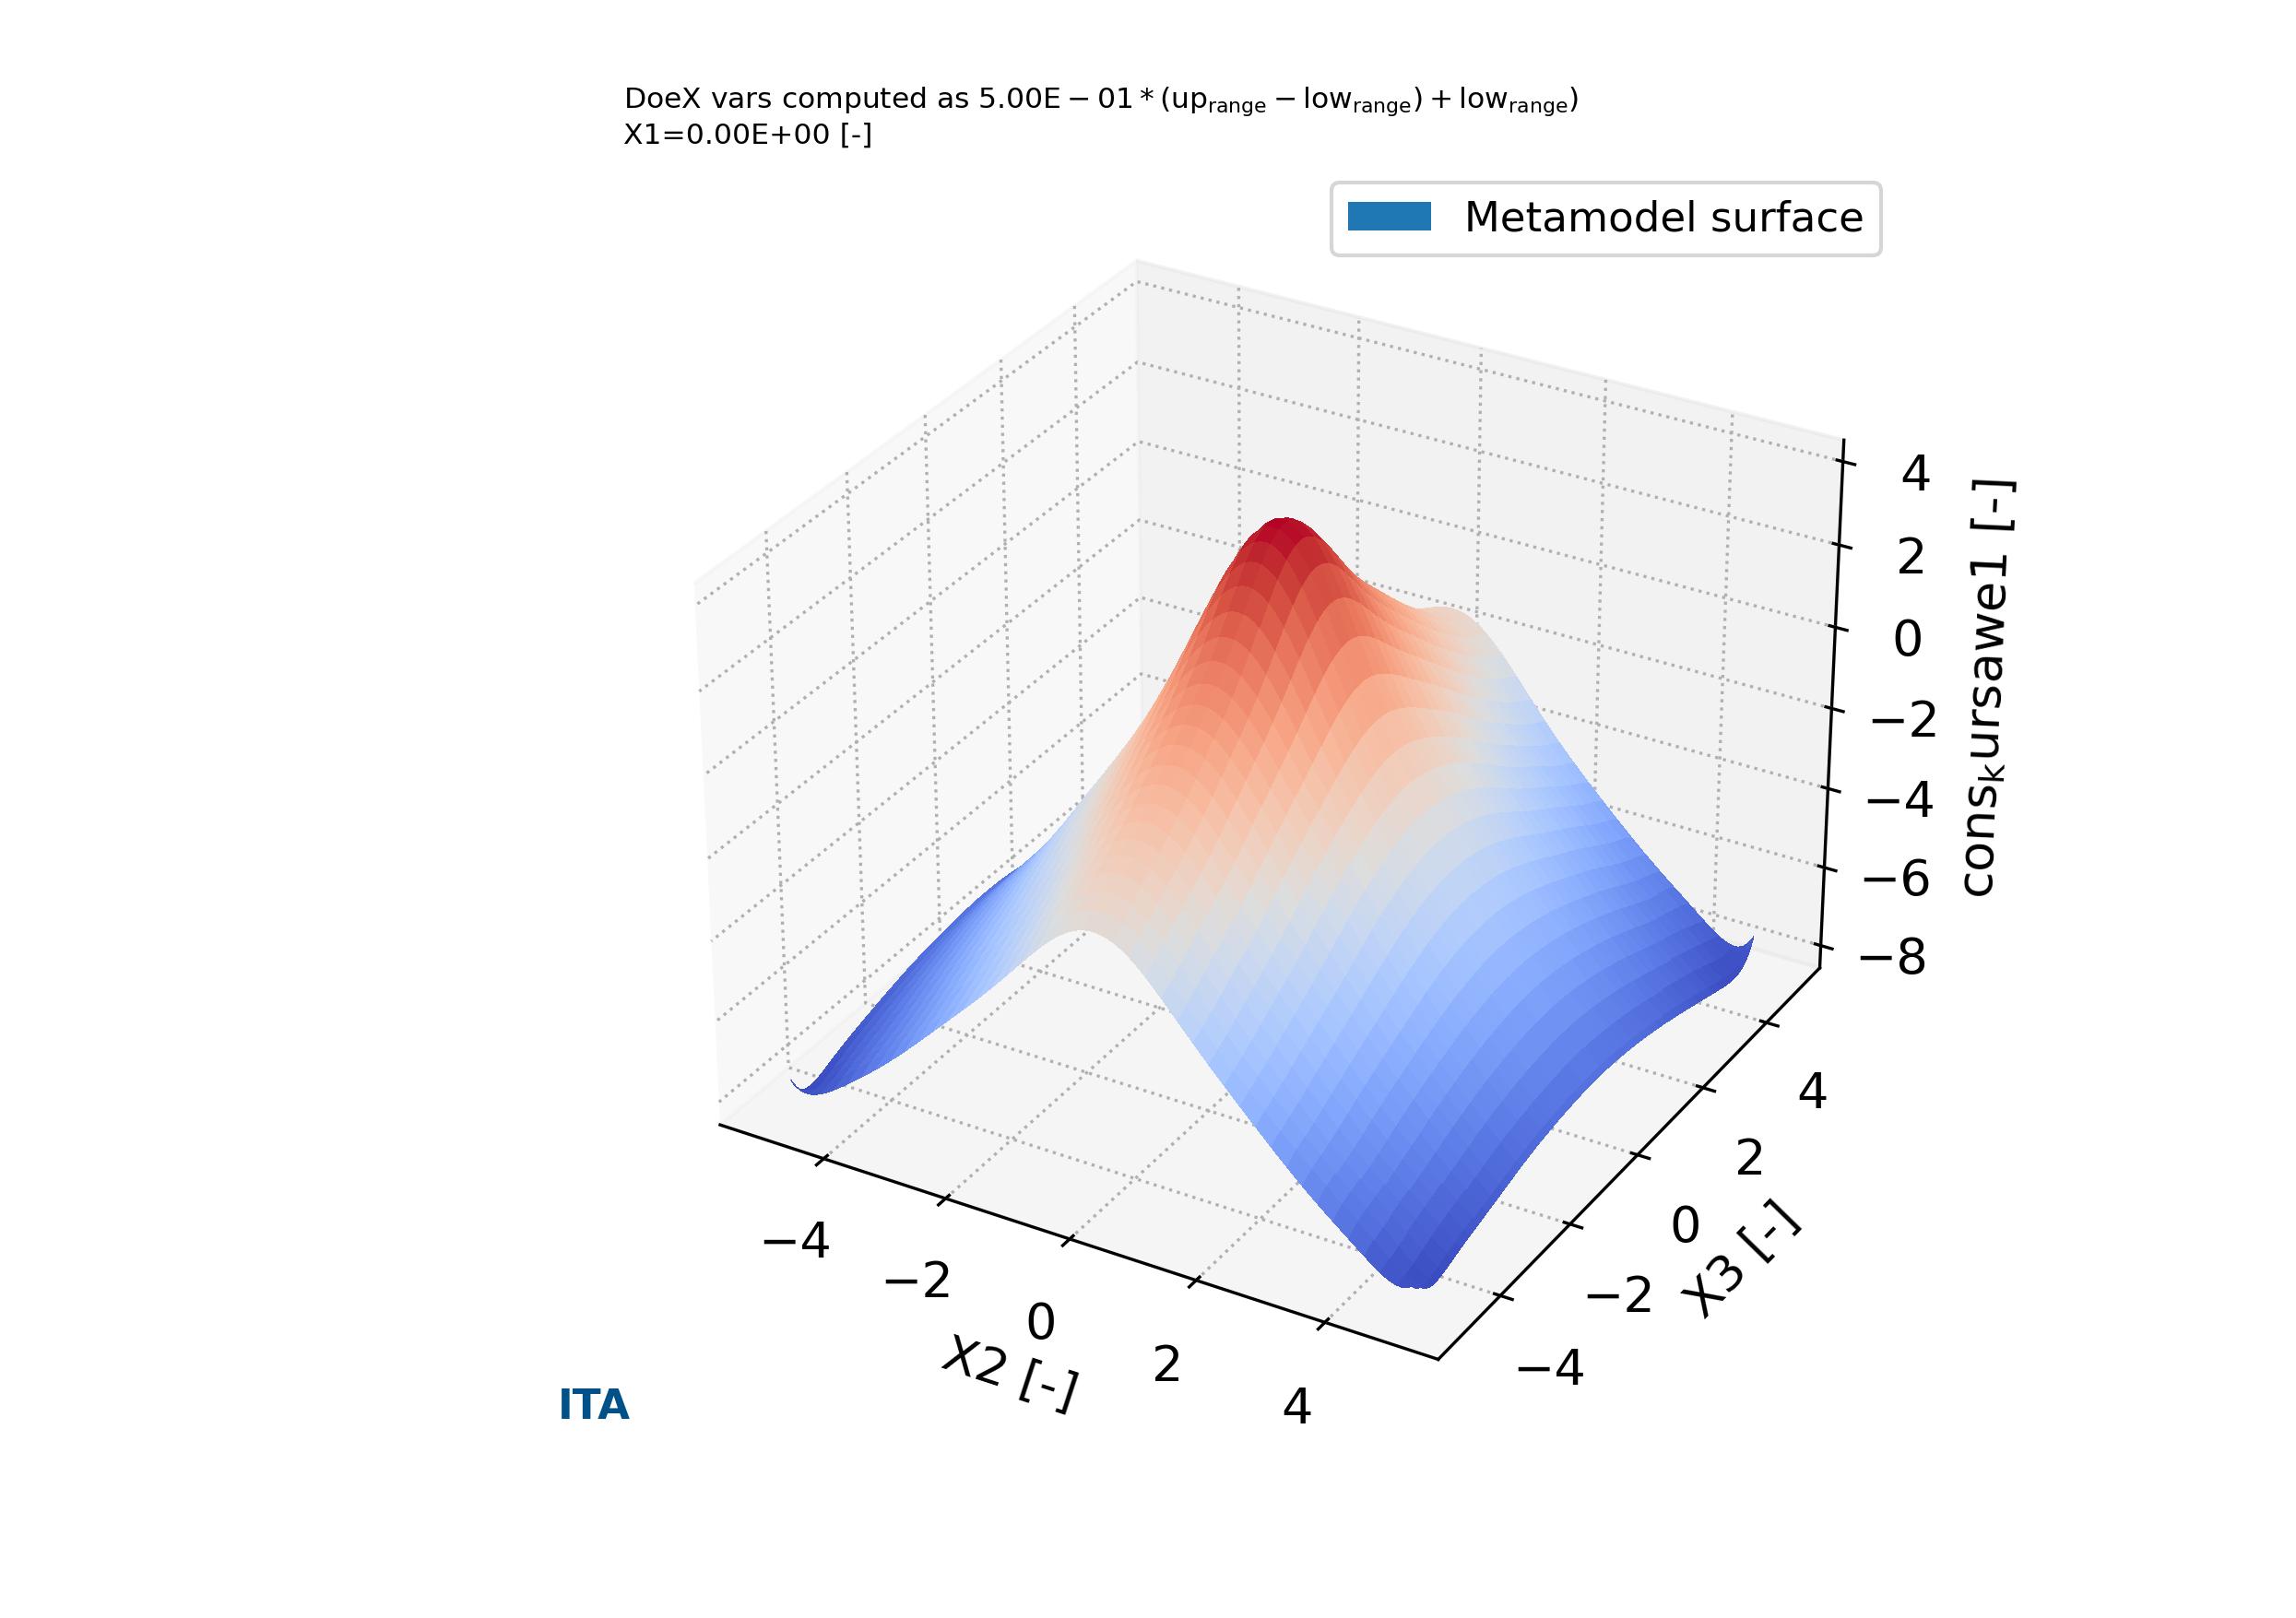 DoeX vars computed as 5.00E − 01 * (up_range − low_range) + low_range)
X1=0.00E+00 [-]
Metamodel surface
4
2
0
−2
−4
−6
−8
cons_kursawe1 [-]
−4
−2
0
2
4
X2 [-]
−4
−2
0
2
4
X3 [-]
ITA